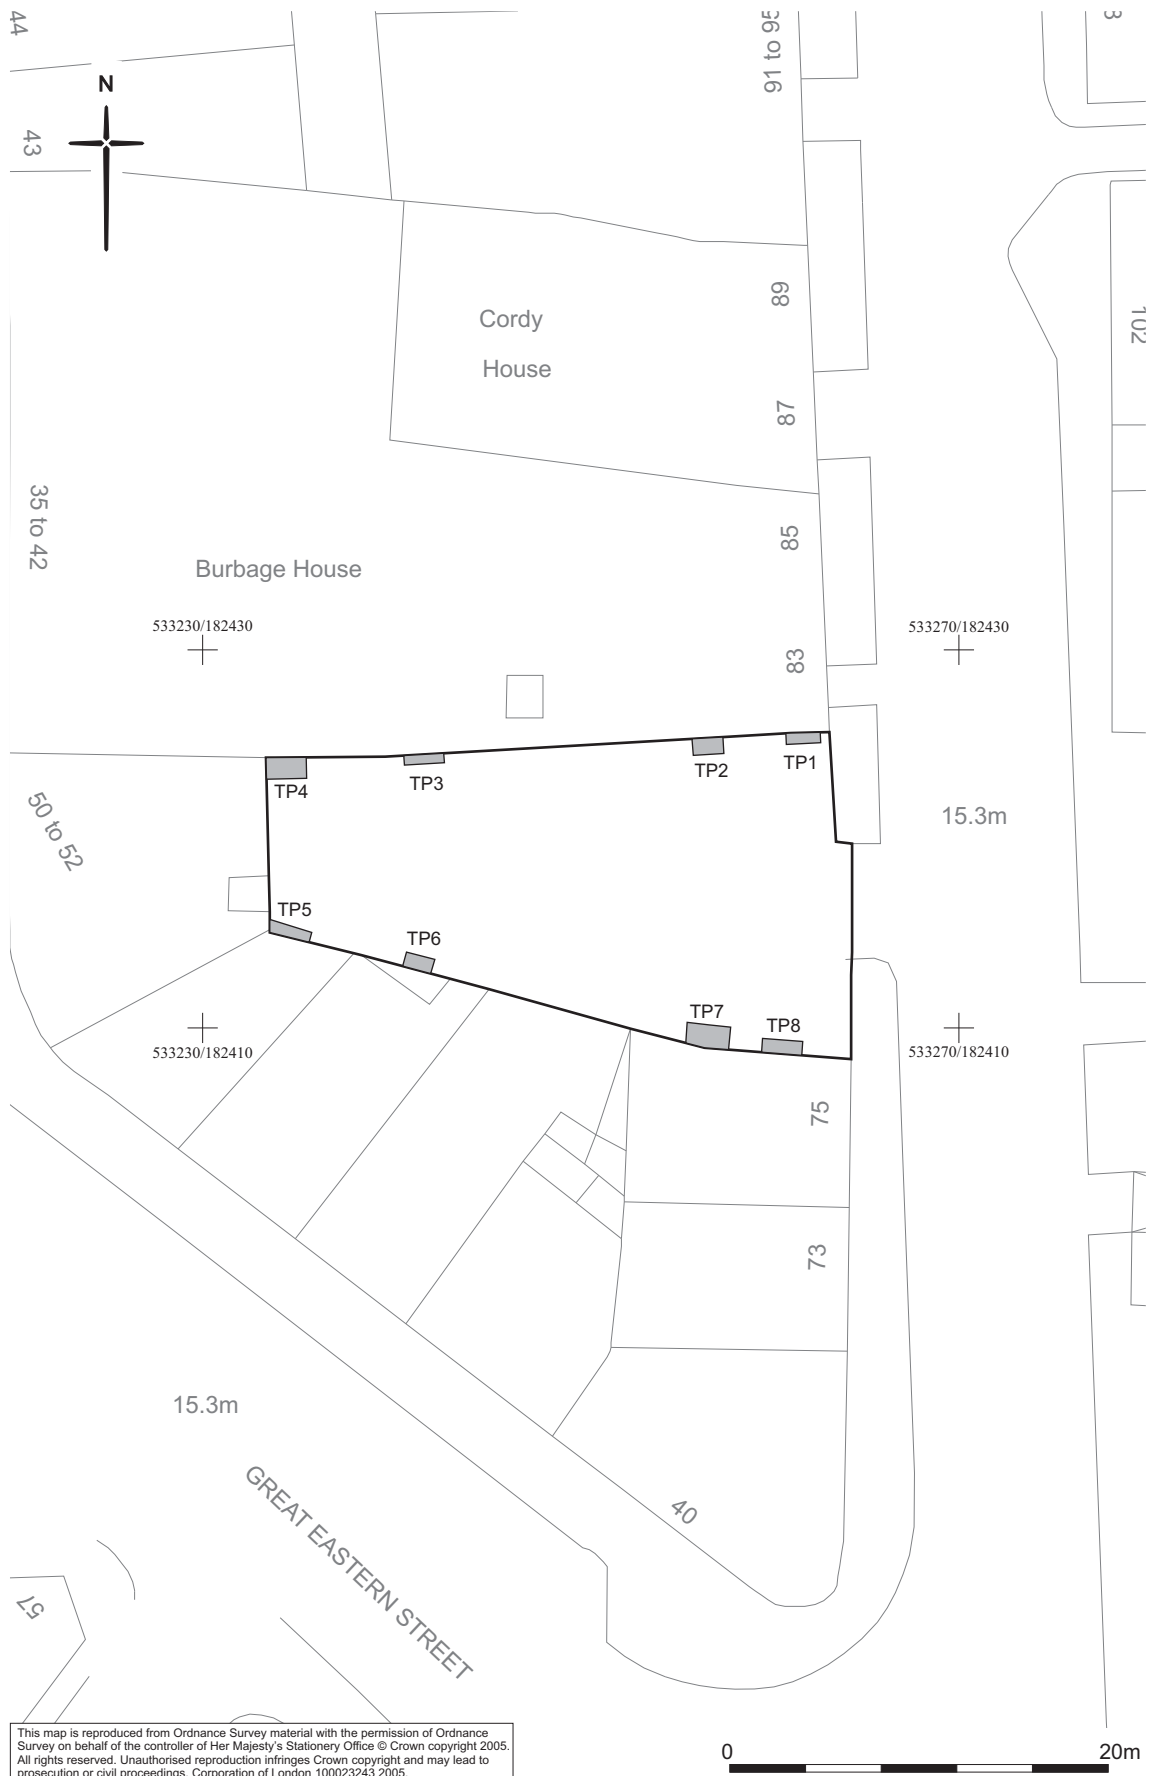 44
91 to 95
N
43
89
Cordy
House
102
87
35 to 42
85
Burbage House
533230/182430
533270/182430
83
TP4
TP3
TP2
TP1
50 to 52
15.3m
TP5
TP6
TP7
TP8
533230/182410
533270/182410
75
73
15.3m
GREAT EASTERN STREET
40
57
This map is reproduced from Ordnance Survey material with the permission of Ordnance
Survey on behalf of the controller of Her Majesty's Stationery Office © Crown copyright 2005.
All rights reserved. Unauthorised reproduction infringes Crown copyright and may lead to
prosecution or civil proceedings. Corporation of London 100023243 2005.
0
20m